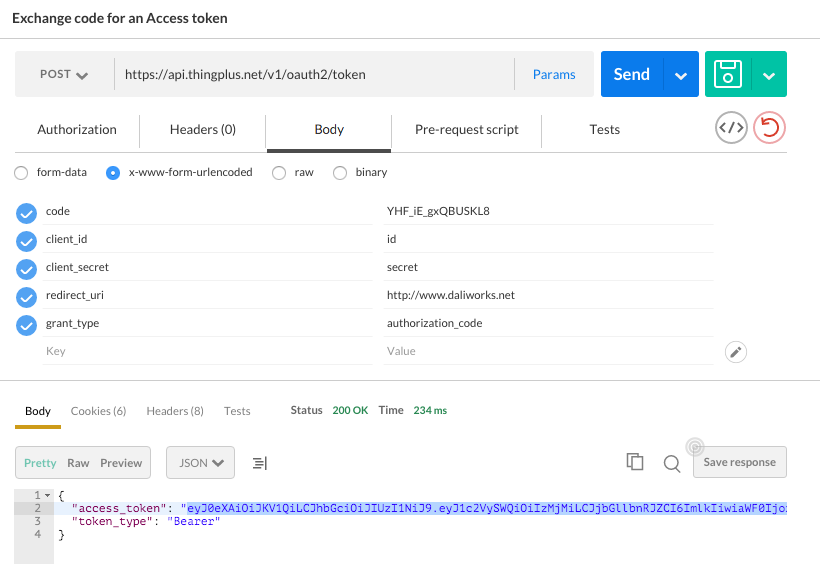 Exchange code for an Access token
POST https://api.thingplus.net/v1/oauth2/token Params Send
Authorization Headers (0) Body Pre-request script Tests </>
form-data x-www-form-urlencoded raw binary
code YHF_iE_gxQBUSKL8
client_id id
client_secret secret
redirect_uri http://www.daliworks.net
grant_type authorization_code
Key Value
Body Cookies (6) Headers (8) Tests Status 200 OK Time 234 ms
Pretty Raw Preview JSON Save response
1 {
2 "access_token": "eyJ0eXAiOiJKV1QiLCJhbGciOiJIUzI1NiJ9.eyJ1c2VySWQiOiIzMjMiLCJjbGllbnRJZCI6ImlkIiwiaWF0Ijo
3 "token_type": "Bearer"
4 }